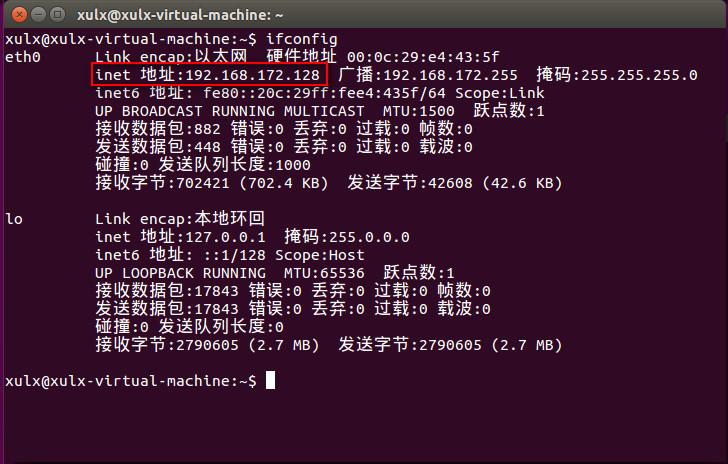 xulx@xulx-virtual-machine: ~
xulx@xulx-virtual-machine:~$ ifconfig
eth0 Link encap:以太网 硬件地址 00:0c:29:e4:43:5f
inet 地址:192.168.172.128 广播:192.168.172.255 掩码:255.255.255.0
inet6 地址: fe80::20c:29ff:fee4:435f/64 Scope:Link
UP BROADCAST RUNNING MULTICAST MTU:1500 跃点数:1
接收数据包:882 错误:0 丢弃:0 过载:0 帧数:0
发送数据包:448 错误:0 丢弃:0 过载:0 载波:0
碰撞:0 发送队列长度:1000
接收字节:702421 (702.4 KB) 发送字节:42608 (42.6 KB)
lo Link encap:本地环回
inet 地址:127.0.0.1 掩码:255.0.0.0
inet6 地址: ::1/128 Scope:Host
UP LOOPBACK RUNNING MTU:65536 跃点数:1
接收数据包:17843 错误:0 丢弃:0 过载:0 帧数:0
发送数据包:17843 错误:0 丢弃:0 过载:0 载波:0
碰撞:0 发送队列长度:0
接收字节:2790605 (2.7 MB) 发送字节:2790605 (2.7 MB)
xulx@xulx-virtual-machine:~$